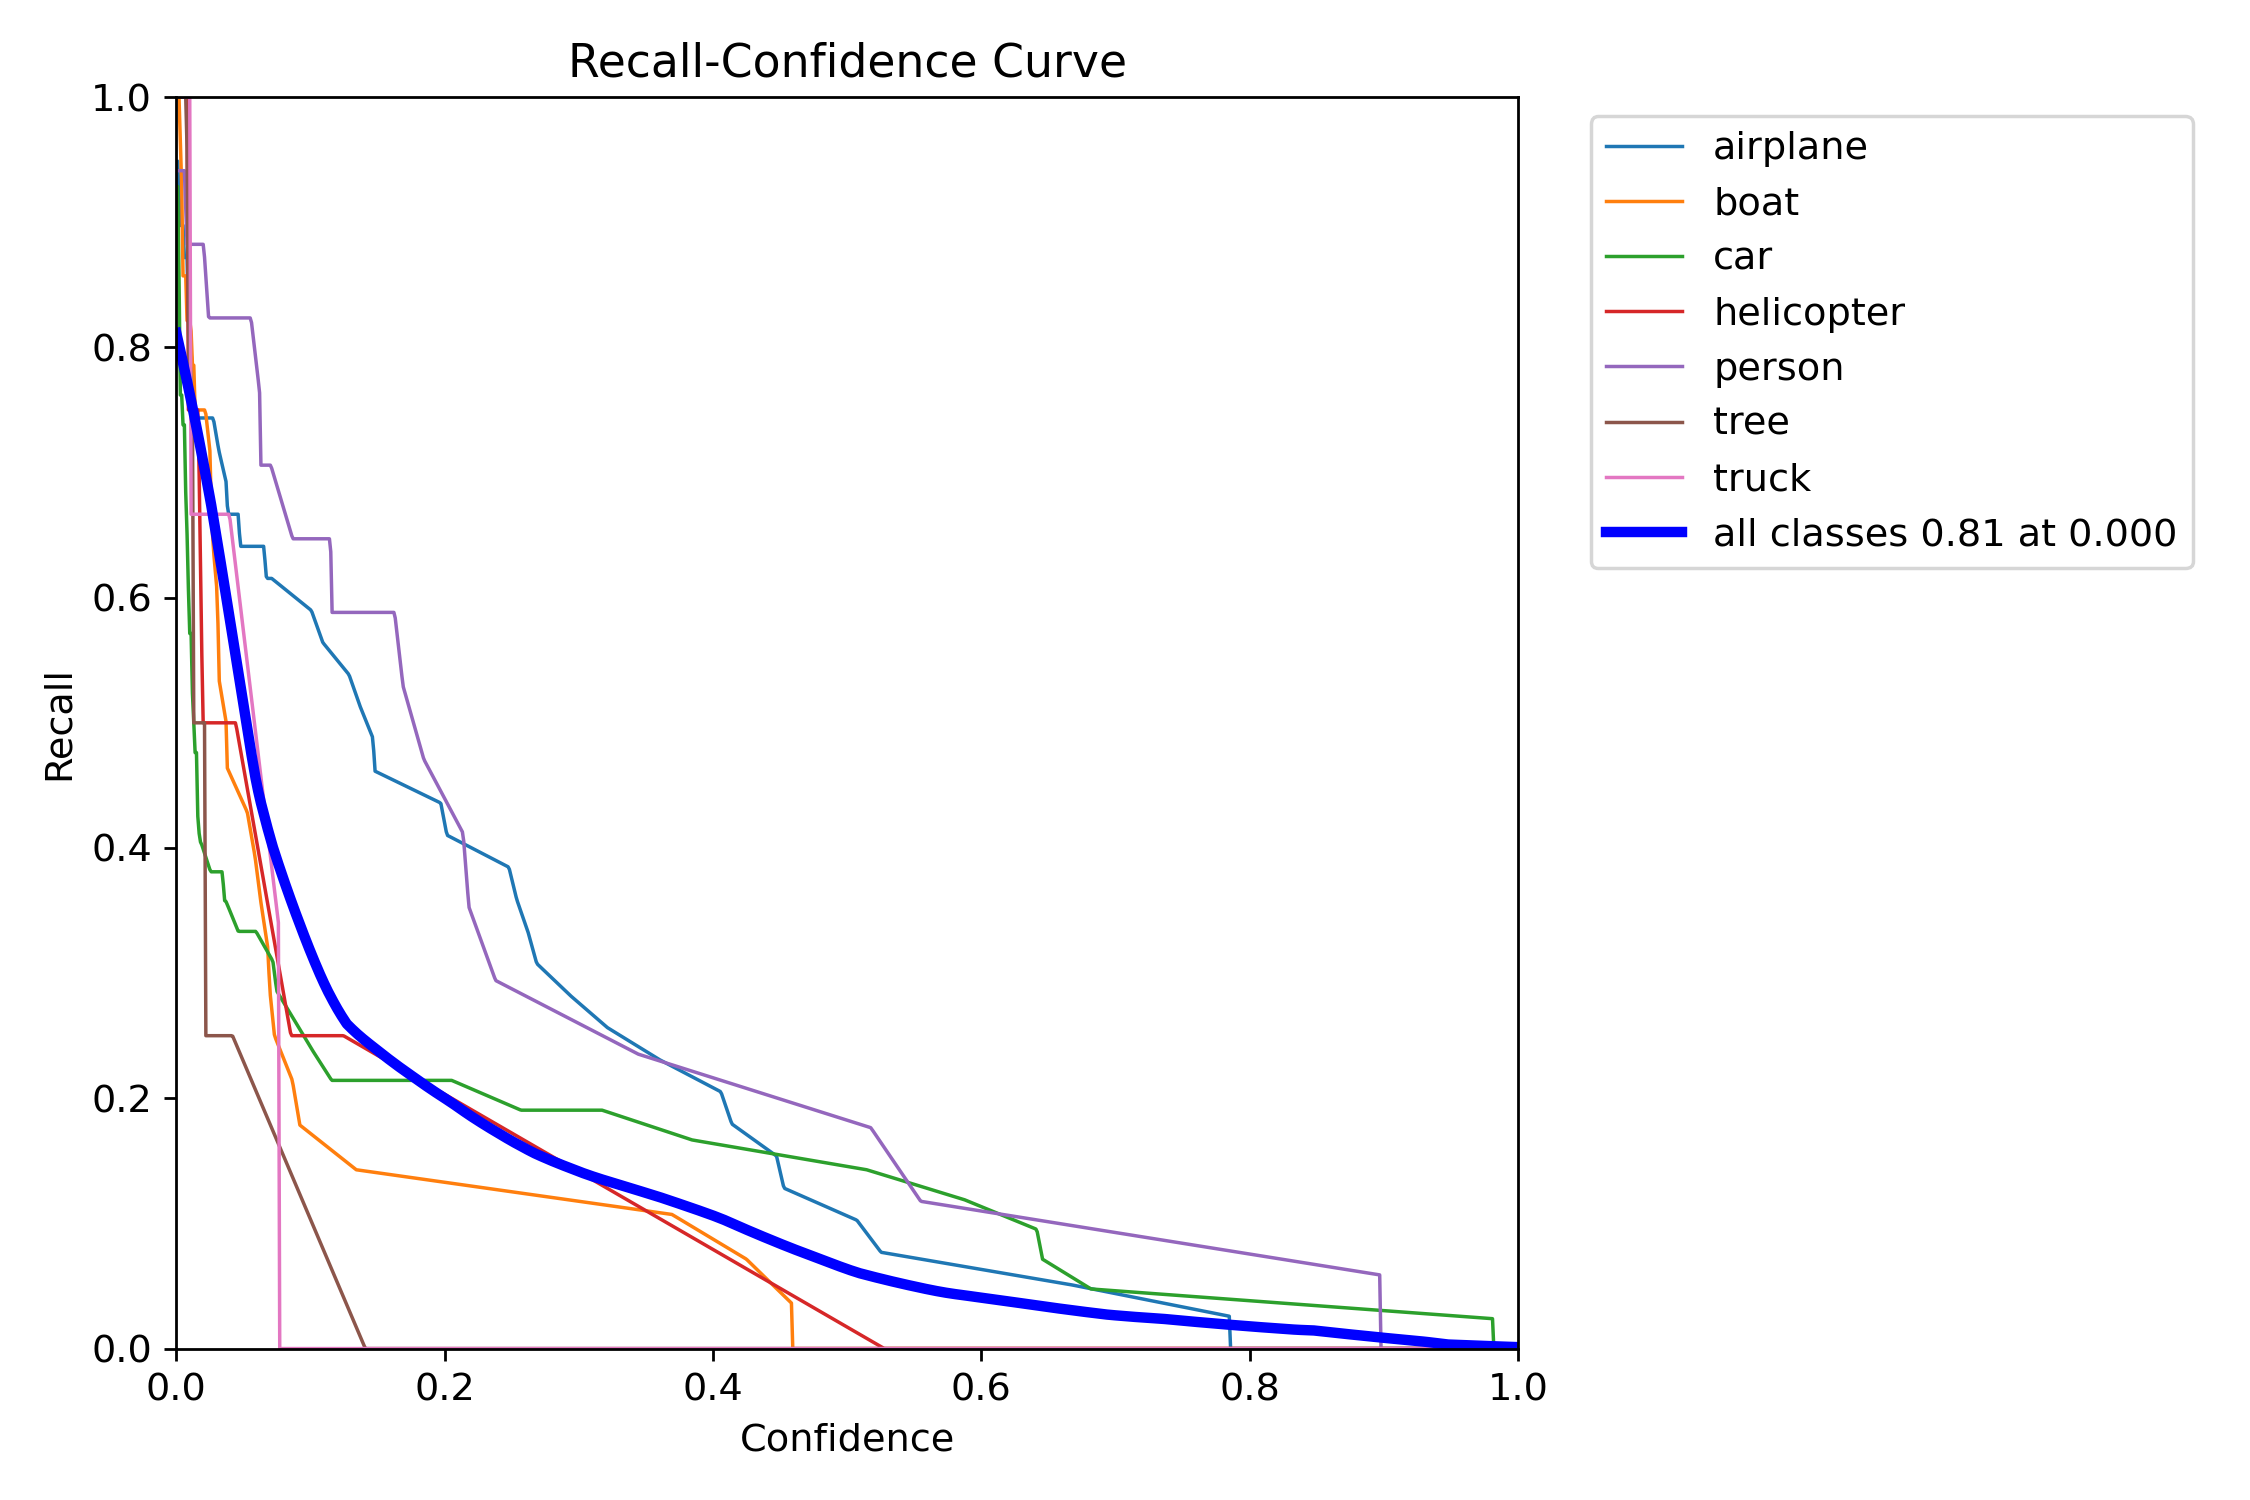 Recall-Confidence Curve
1.0
0.8
0.6
0.4
0.2
0.0
Recall
0.0 0.2 0.4 0.6 0.8 1.0
Confidence
airplane
boat
car
helicopter
person
tree
truck
all classes 0.81 at 0.000